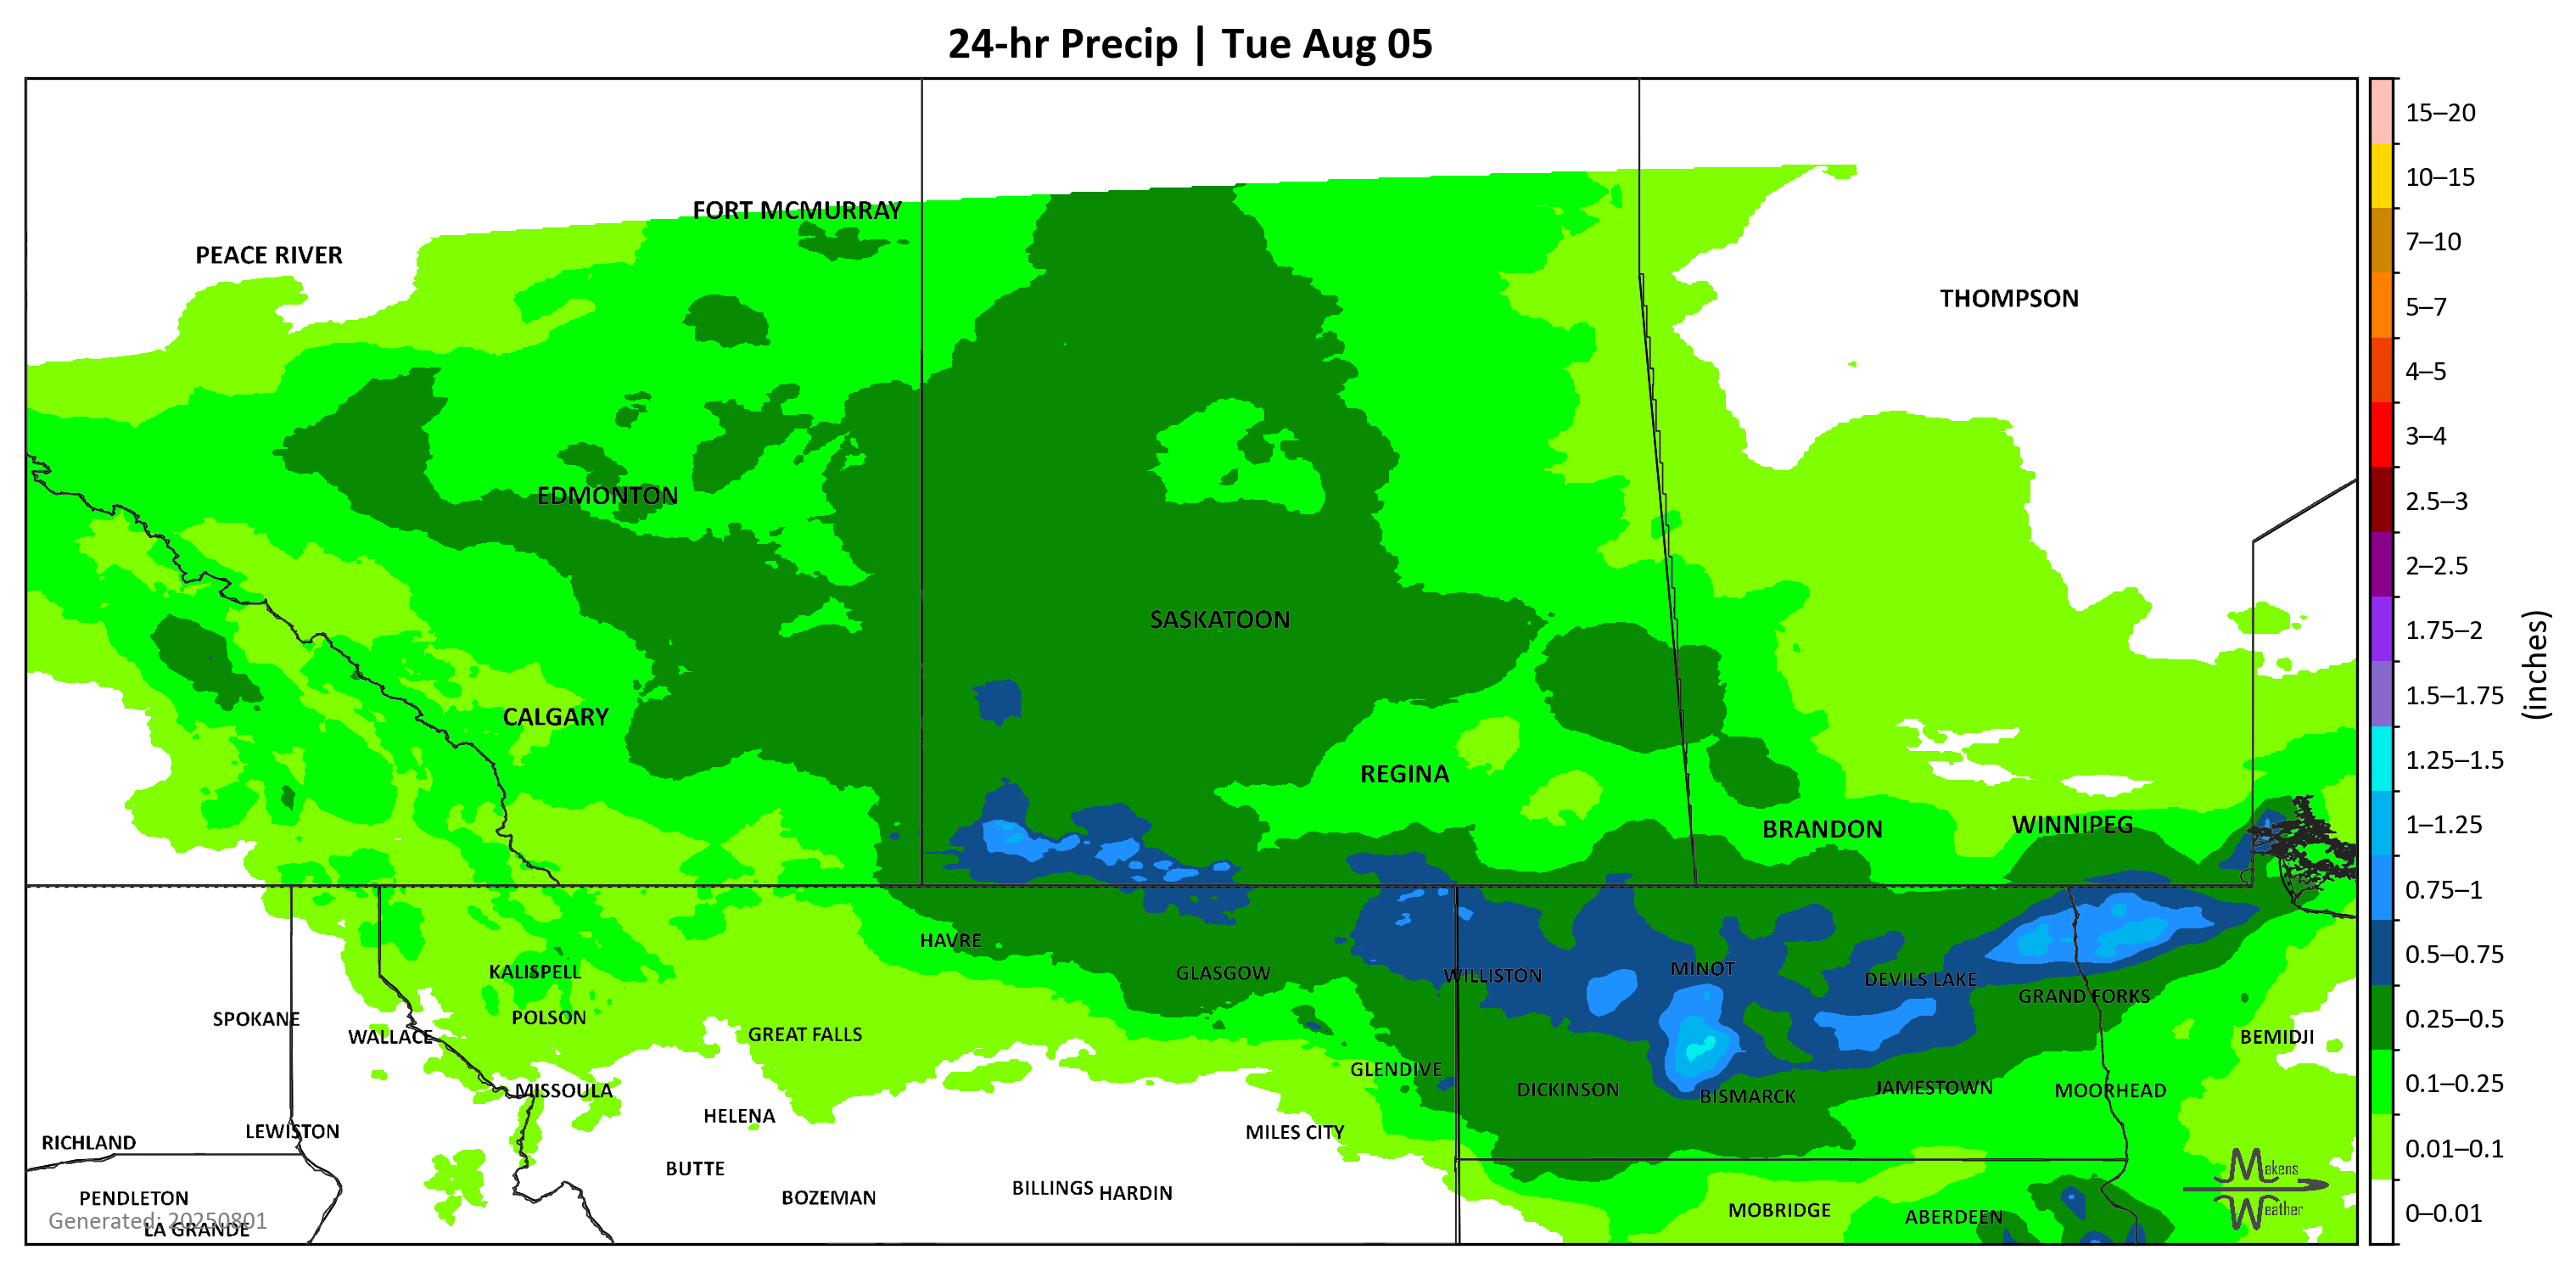 24-hr Precip | Tue Aug 05
FORT MCMURRAY
PEACE RIVER
THOMPSON
EDMONTON
SASKATOON
CALGARY
REGINA
BRANDON
WINNIPEG
HAVRE
KALISPELL
GLASGOW
WILLISTON
MINOT
DEVILS LAKE
GRAND FORKS
SPOKANE
POLSON
WALLACE
GREAT FALLS
BEMIDJI
GLENDIVE
MISSOULA
DICKINSON
BISMARCK
JAMESTOWN
MOORHEAD
HELENA
LEWISTON
MILES CITY
RICHLAND
BUTTE
BILLINGS
HARDIN
PENDLETON
BOZEMAN
MOBRIDGE
ABERDEEN
Generated: 20250801
LA GRANDE
Makens
Weather
15–20
10–15
7–10
5–7
4–5
3–4
2.5–3
2–2.5
1.75–2
1.5–1.75
1.25–1.5
1–1.25
0.75–1
0.5–0.75
0.25–0.5
0.1–0.25
0.01–0.1
0–0.01
(inches)